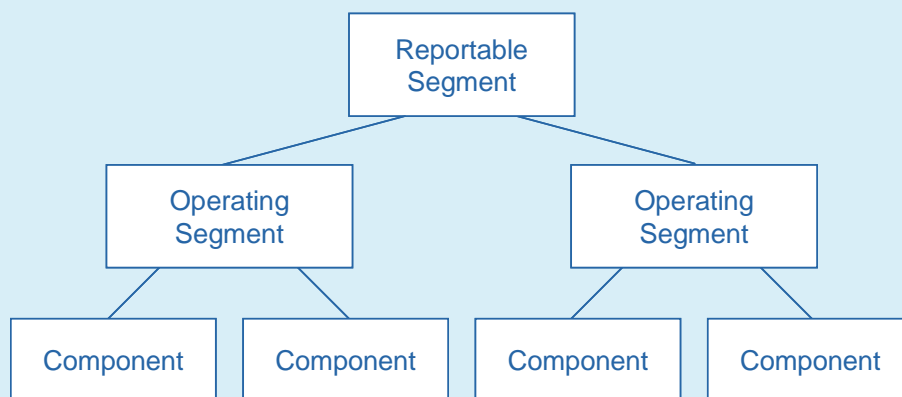 Reportable
Segment
Operating
Segment
Operating
Segment
Component
Component
Component
Component